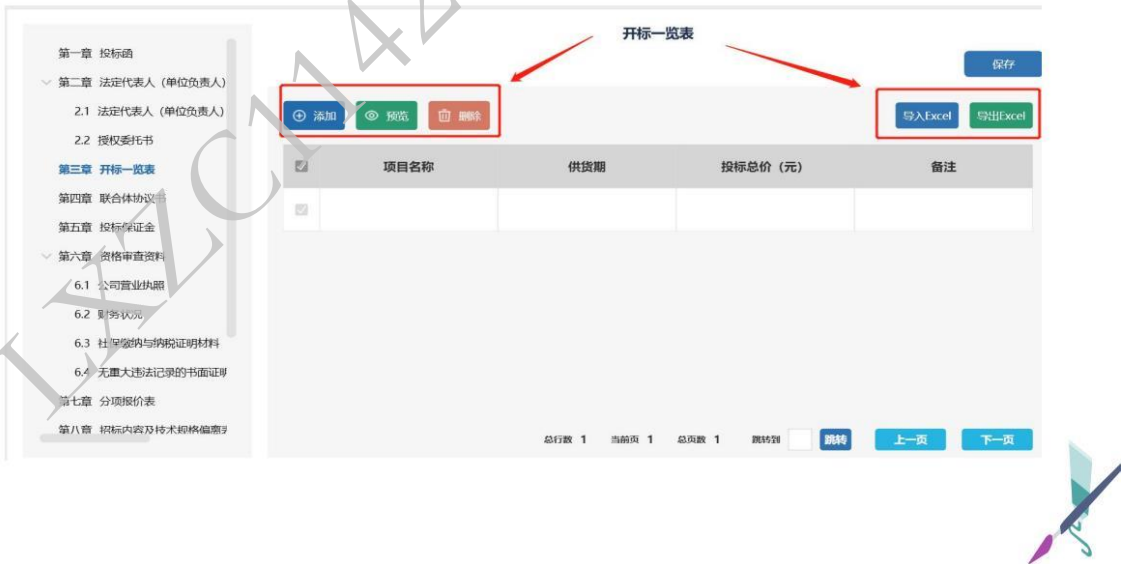 开标一览表
保存
第一章 投标函
第二章 法定代表人（单位负责人）
2.1 法定代表人（单位负责人）
2.2 授权委托书
第三章 开标一览表
第四章 联合体协议书
第五章 投标保证金
第六章 资格审查资料
6.1 公司营业执照
6.2 财务状况
6.3 社保缴纳与纳税证明材料
6.4 无重大违法记录的书面证明
第七章 分项报价表
第八章 招标内容及技术规格偏离
添加 预览 删除
导入Excel 导出Excel
项目名称 供货期 投标总价（元） 备注
总行数 1 当前页 1 总页数 1 跳转到 跳转 上一页 下一页
LXZC1142